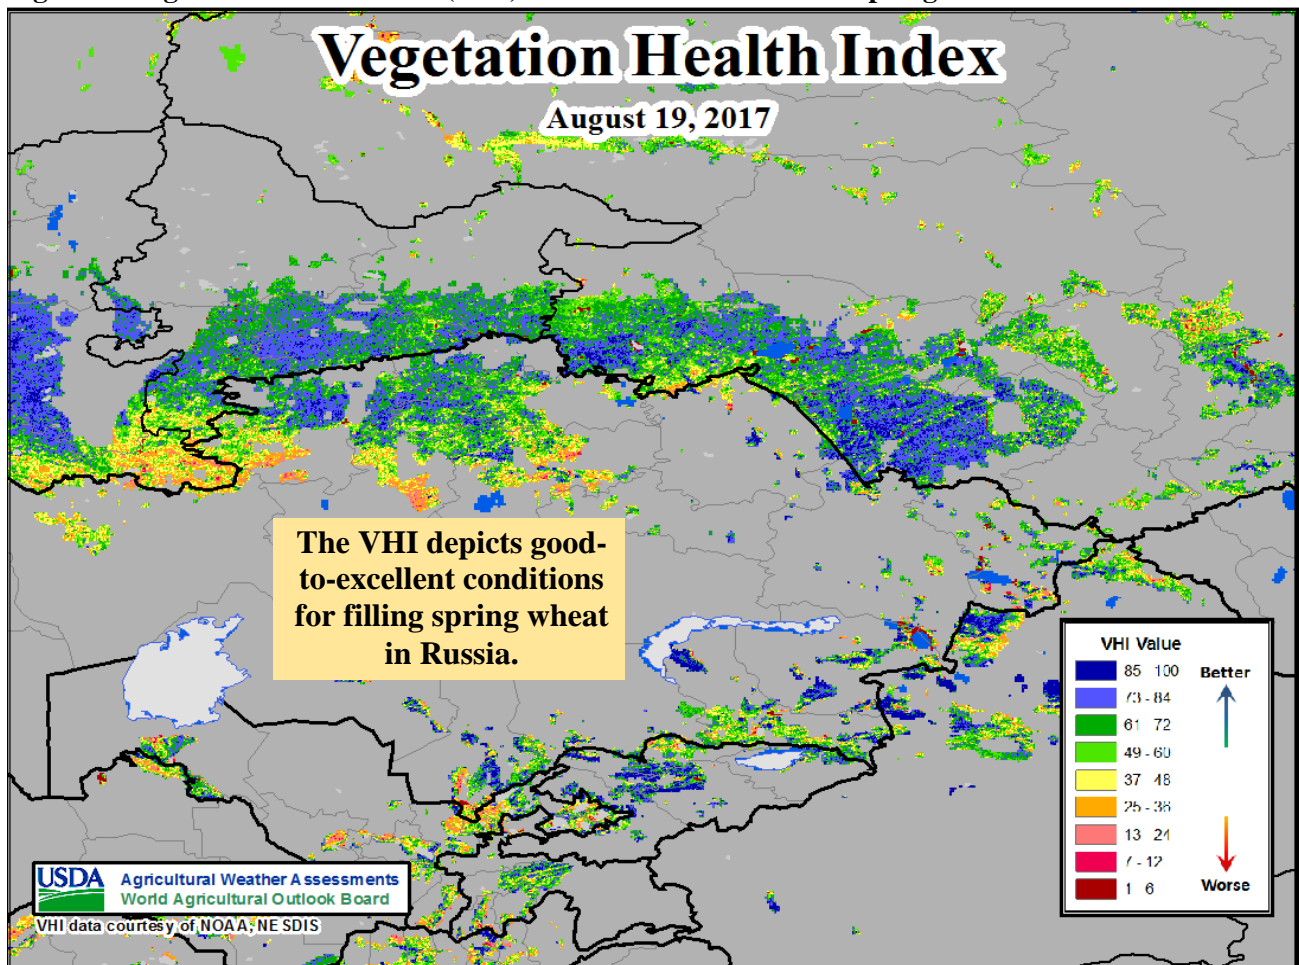 Vegetation Health Index
August 19, 2017
The VHI depicts good-
to-excellent conditions
for filling spring wheat
in Russia.
VHI Value
85 100 Better
73 - 84
61 72
49 - 60
37 48
25 - 36
13 24
7 - 12
1 6 Worse
USDA Agricultural Weather Assessments
World Agricultural Outlook Board
VHI data courtesy of NOAA, NESDIS